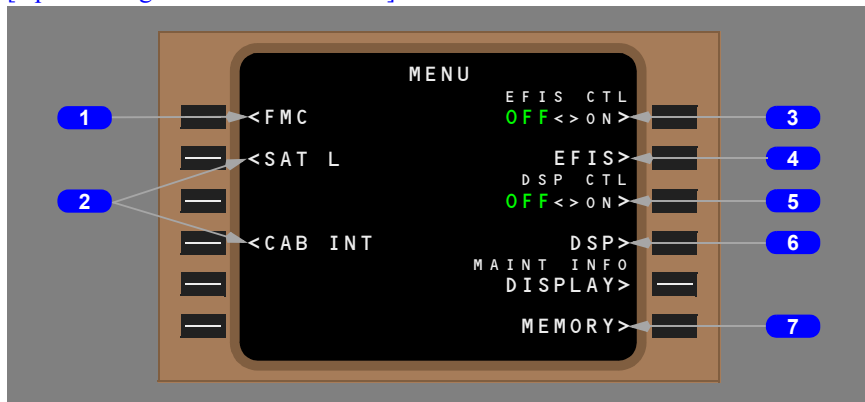 MENU
EFIS CTL
1 <FMC OFF<>ON> 3
<SAT L EFIS> 4
DSP CTL
2 OFF<>ON> 5
<CAB INT DSP> 6
MAINT INFO
DISPLAY>
MEMORY> 7